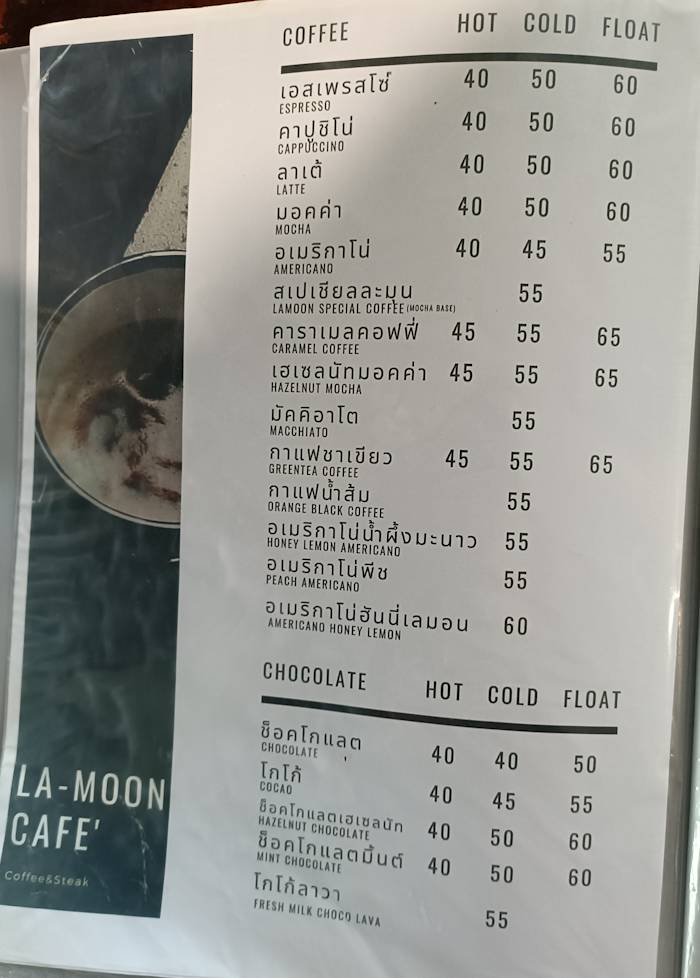 COFFEE HOT COLD FLOAT
เอสเพรสโซ่ 40 50 60
ESPRESSO
คาปูชิโน่ 40 50 60
CAPPUCCINO
ลาเต้ 40 50 60
LATTE
มอคค่า 40 50 60
MOCHA
อเมริกาโน่ 40 45 55
AMERICANO
สเปเชียลละมุน 55
LAMOON SPECIAL COFFEE (MOCHA BASE)
คาราเมลคอฟฟี่ 45 55 65
CARAMEL COFFEE
เฮเซลนัทมอคค่า 45 55 65
HAZELNUT MOCHA
มัคคิอาโต 55
MACCHIATO
กาแฟชาเขียว 45 55 65
GREENTEA COFFEE
กาแฟน้ำส้ม 55
ORANGE BLACK COFFEE
อเมริกาโน่น้ำผึ้งมะนาว 55
HONEY LEMON AMERICANO
อเมริกาโน่พีช 55
PEACH AMERICANO
อเมริกาโน่ฮันนี่เลมอน 60
AMERICANO HONEY LEMON
CHOCOLATE HOT COLD FLOAT
ช็อคโกแลต 40 40 50
CHOCOLATE
โกโก้ 40 45 55
COCAO
ช็อคโกแลตเฮเซลนัท 40 50 60
HAZELNUT CHOCOLATE
ช็อคโกแลตมิ้นต์ 40 50 60
MINT CHOCOLATE
โกโก้ลาวา 55
FRESH MILK CHOCO LAVA
LA-MOON
CAFE'
Coffee&Steak